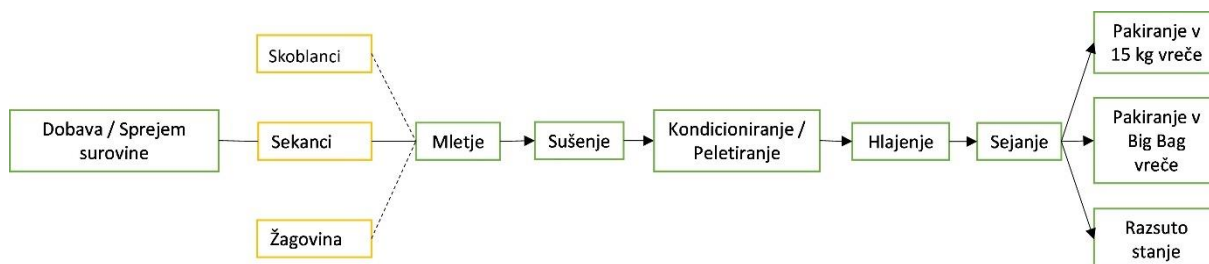 Dobava / Sprejem
surovine
Skoblanci
Sekanci
Žagovina
Mletje
Sušenje
Kondicioniranje /
Peletiranje
Hlajenje
Sejanje
Pakiranje v
15 kg vreče
Pakiranje v
Big Bag
vreče
Razsuto
stanje